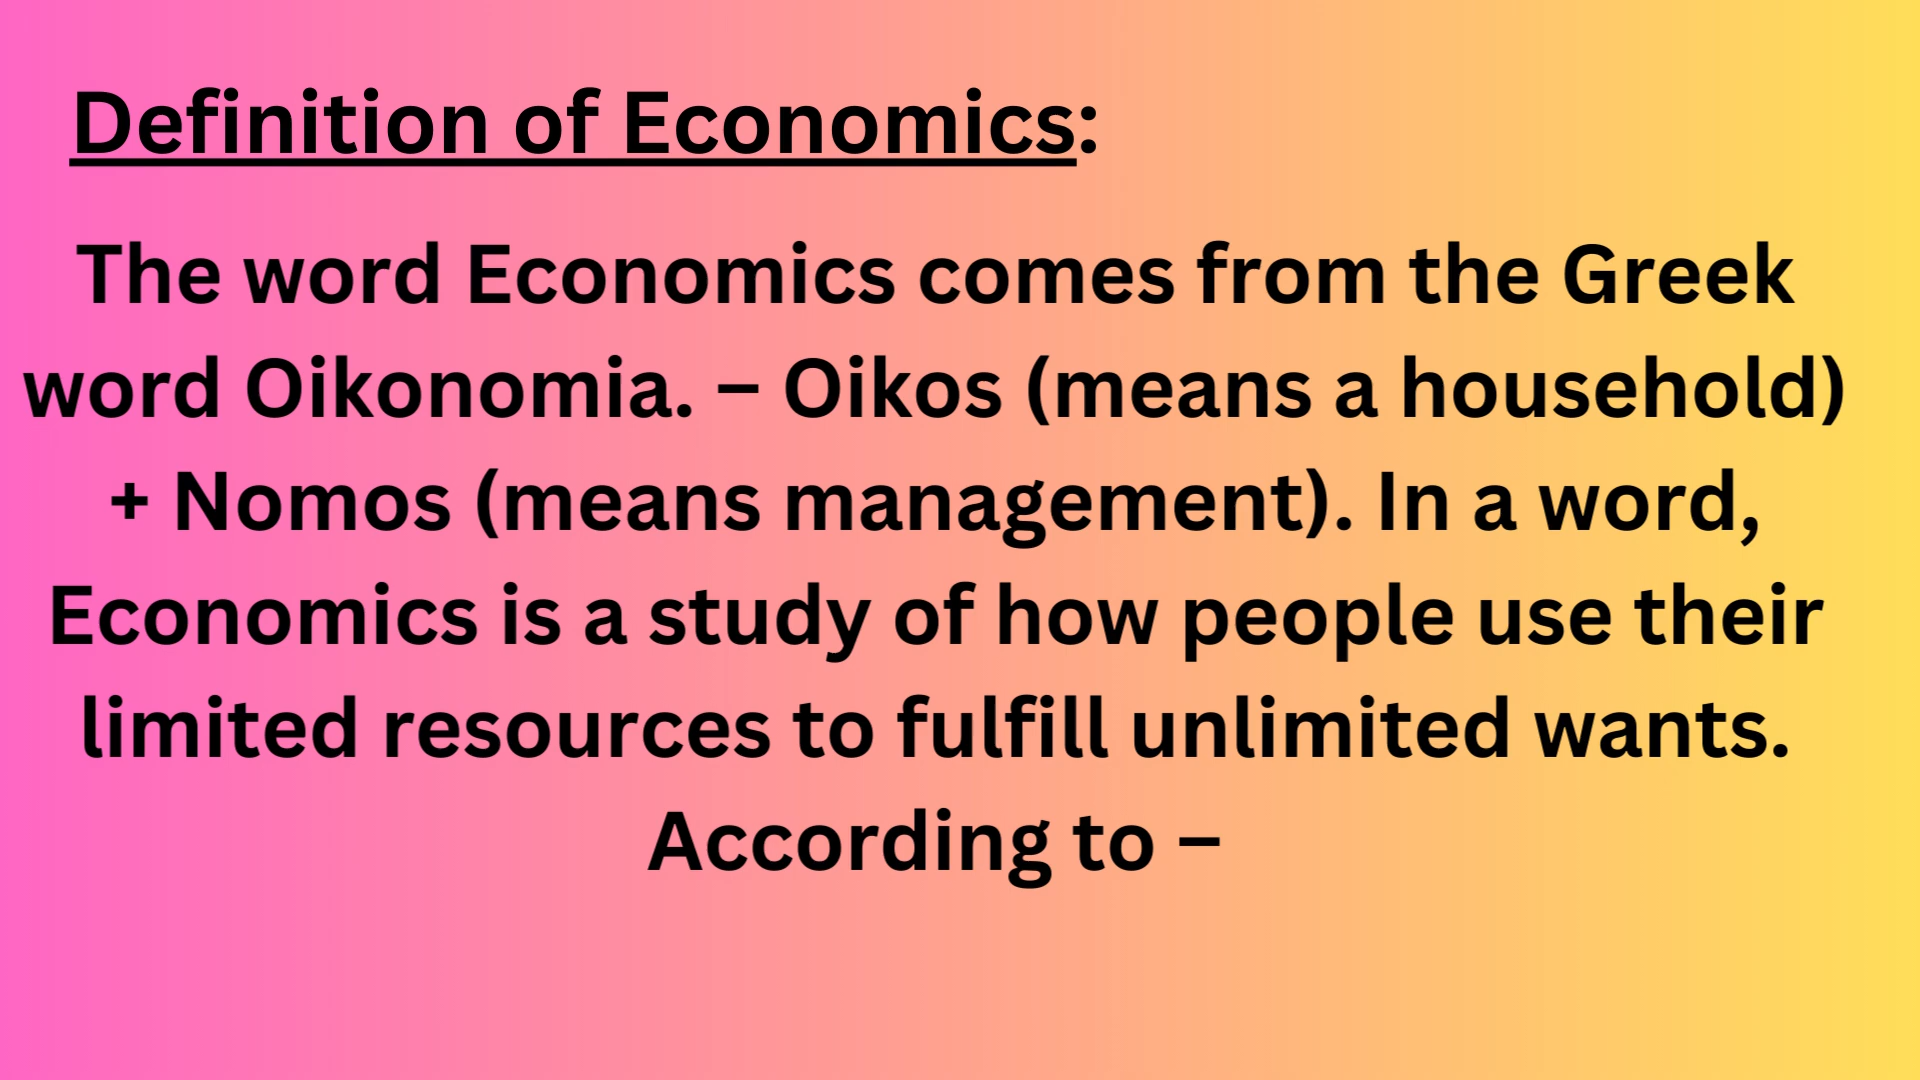 Definition of Economics:
The word Economics comes from the Greek
word Oikonomia. – Oikos (means a household)
+ Nomos (means management). In a word,
Economics is a study of how people use their
limited resources to fulfill unlimited wants.
According to –